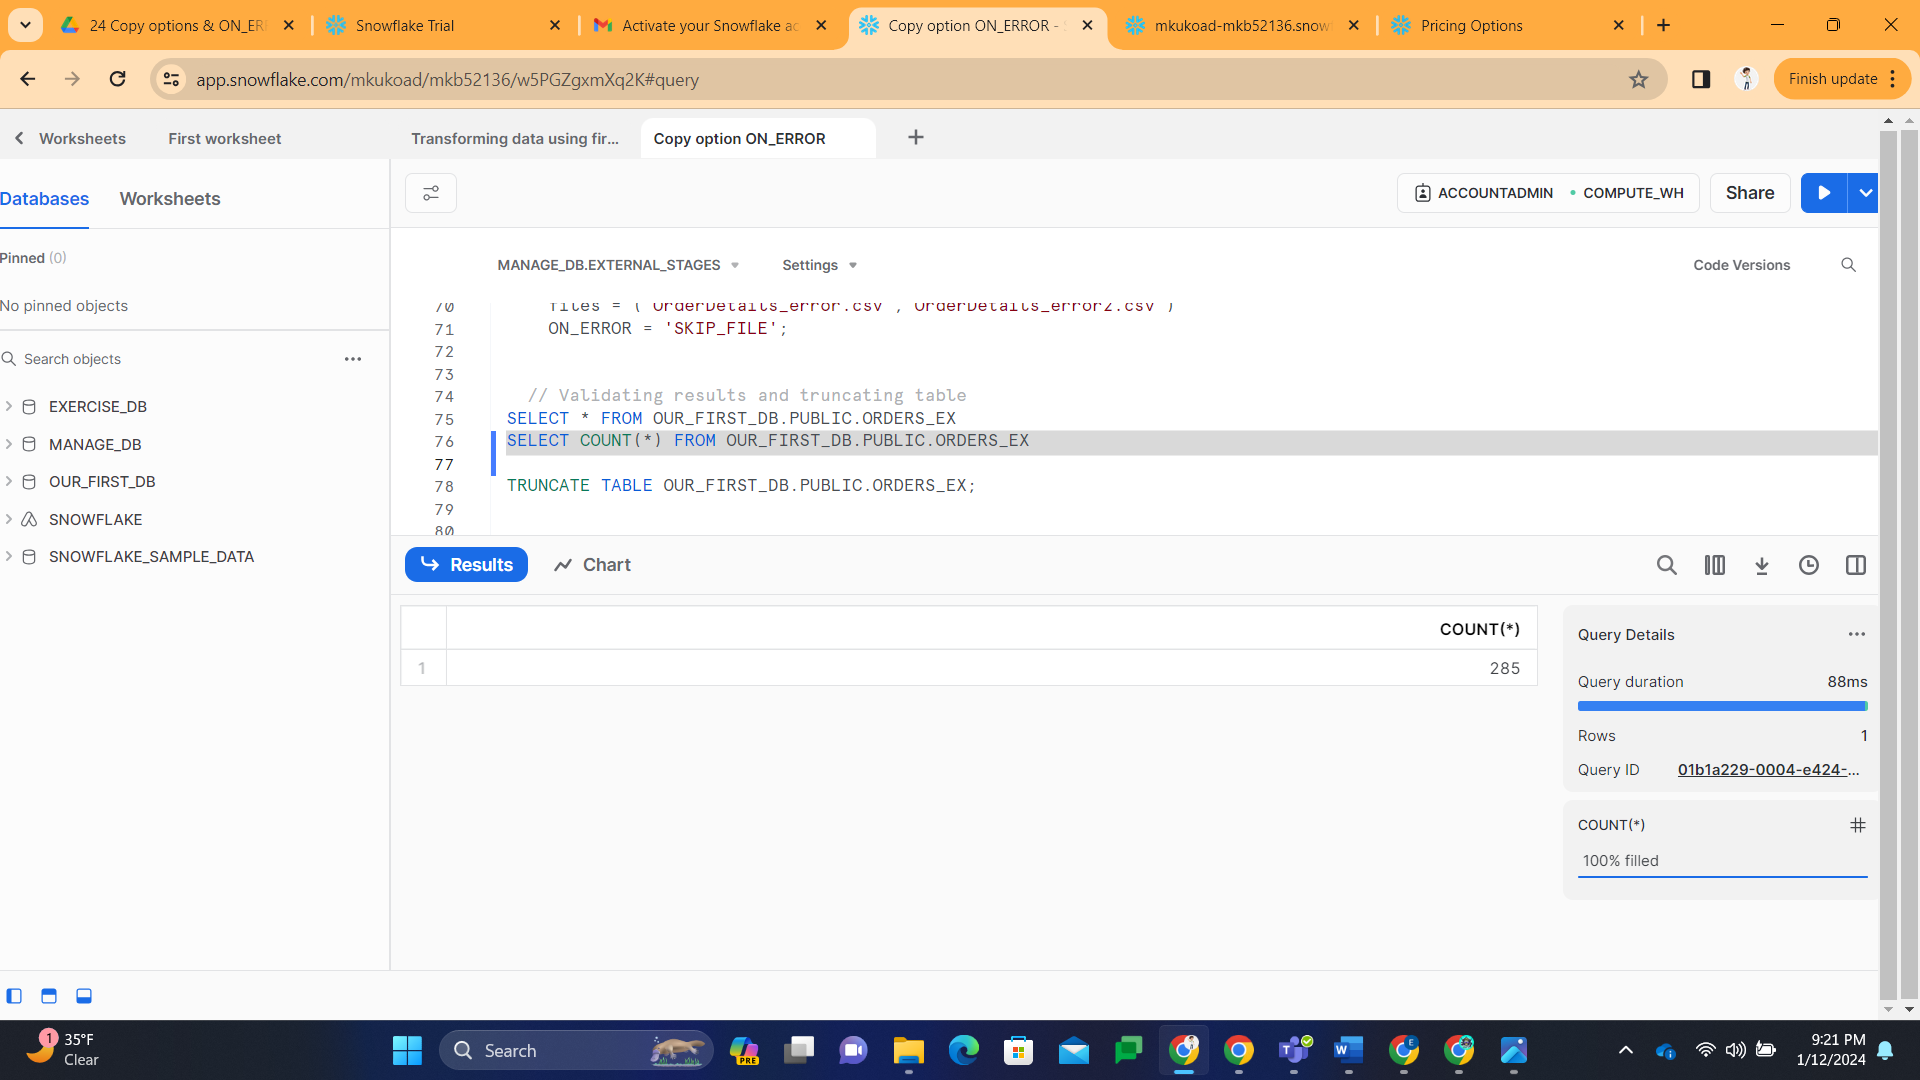 24 Copy options & ON_ER
Snowflake Trial
Activate your Snowflake ac
Copy option ON_ERROR - S
mkukoad-mkb52136.snow
Pricing Options
app.snowflake.com/mkukoad/mkb52136/w5PGZgxmXq2K#query
Finish update
Worksheets
First worksheet
Transforming data using fir...
Copy option ON_ERROR
Databases
Worksheets
ACCOUNTADMIN
COMPUTE_WH
Share
Pinned (0)
No pinned objects
Search objects
EXERCISE_DB
MANAGE_DB
OUR_FIRST_DB
SNOWFLAKE
SNOWFLAKE_SAMPLE_DATA
MANAGE_DB.EXTERNAL_STAGES
Settings
Code Versions
70 files = ( 'OrderDetails_error.csv','OrderDetails_error2.csv')
71 ON_ERROR = 'SKIP_FILE';
72
73
74 // Validating results and truncating table
75 SELECT * FROM OUR_FIRST_DB.PUBLIC.ORDERS_EX
76 SELECT COUNT(*) FROM OUR_FIRST_DB.PUBLIC.ORDERS_EX
77
78 TRUNCATE TABLE OUR_FIRST_DB.PUBLIC.ORDERS_EX;
79
80
Results
Chart
COUNT(*)
1 285
Query Details
Query duration 88ms
Rows 1
Query ID 01b1a229-0004-e424-...
COUNT(*)
100% filled
1
35°F
Clear
Search
PRE
W
E
9:21 PM
1/12/2024